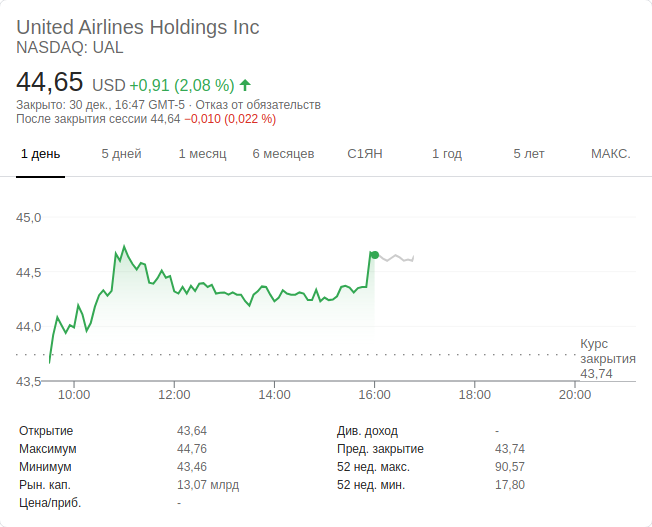 United Airlines Holdings Inc
NASDAQ: UAL
44,65 USD +0,91 (2,08 %)
Закрыто: 30 дек., 16:47 GMT-5 · Отказ от обязательств
После закрытия сессии 44,64 −0,010 (0,022 %)
1 день 5 дней 1 месяц 6 месяцев С1ЯН 1 год 5 лет МАКС.
45,0
44,5
44,0
Курс
закрытия
43,74
43,5
10:00 12:00 14:00 16:00 18:00 20:00
Открытие 43,64 Див. доход -
Максимум 44,76 Пред. закрытие 43,74
Минимум 43,46 52 нед. макс. 90,57
Рын. кап. 13,07 млрд 52 нед. мин. 17,80
Цена/приб. -